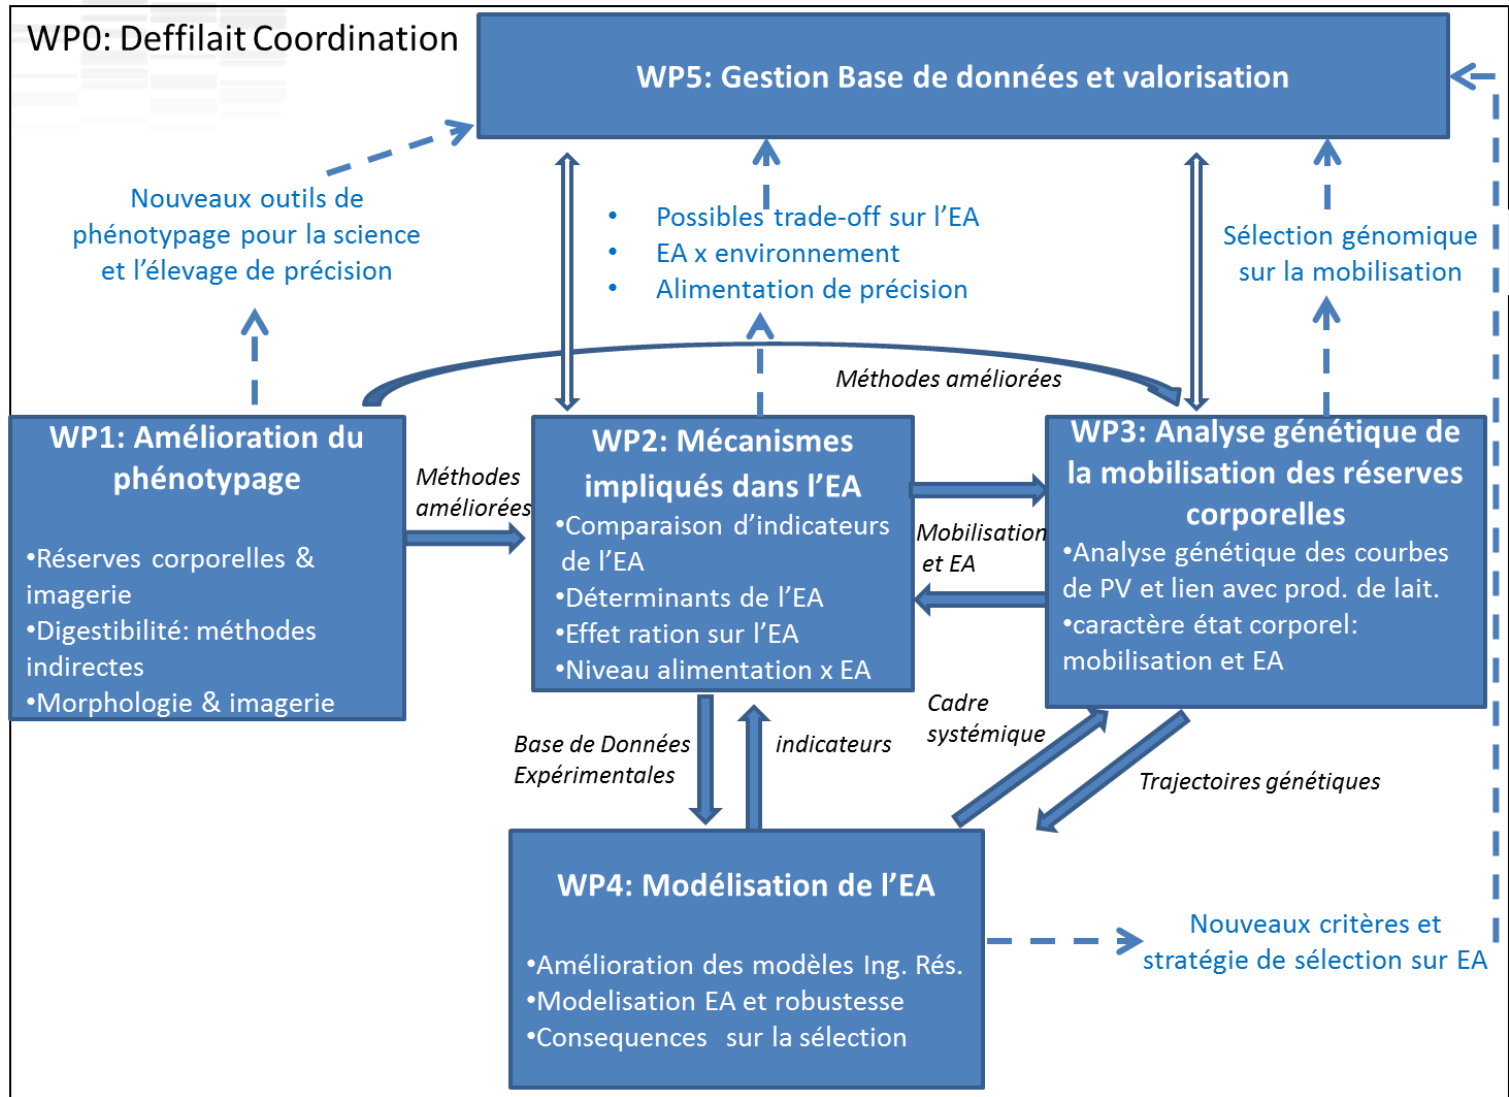 WP0: Deffilait Coordination
WP5: Gestion Base de données et valorisation
Nouveaux outils de
phénotypage pour la science
et l’élevage de précision
• Possibles trade-off sur l’EA
• EA x environnement
• Alimentation de précision
Sélection génomique
sur la mobilisation
Méthodes améliorées
WP1: Amélioration du
phénotypage
•Réserves corporelles &
imagerie
•Digestibilité: méthodes
indirectes
•Morphologie & imagerie
Méthodes
améliorées
WP2: Mécanismes
impliqués dans l’EA
•Comparaison d’indicateurs
de l’EA
•Déterminants de l’EA
•Effet ration sur l’EA
•Niveau alimentation x EA
Mobilisation
et EA
WP3: Analyse génétique de
la mobilisation des réserves
corporelles
•Analyse génétique des courbes
de PV et lien avec prod. de lait.
•caractère état corporel:
mobilisation et EA
Base de Données
Expérimentales
indicateurs
Cadre
systémique
Trajectoires génétiques
WP4: Modélisation de l’EA
•Amélioration des modèles Ing. Rés.
•Modelisation EA et robustesse
•Consequences sur la sélection
Nouveaux critères et
stratégie de sélection sur EA